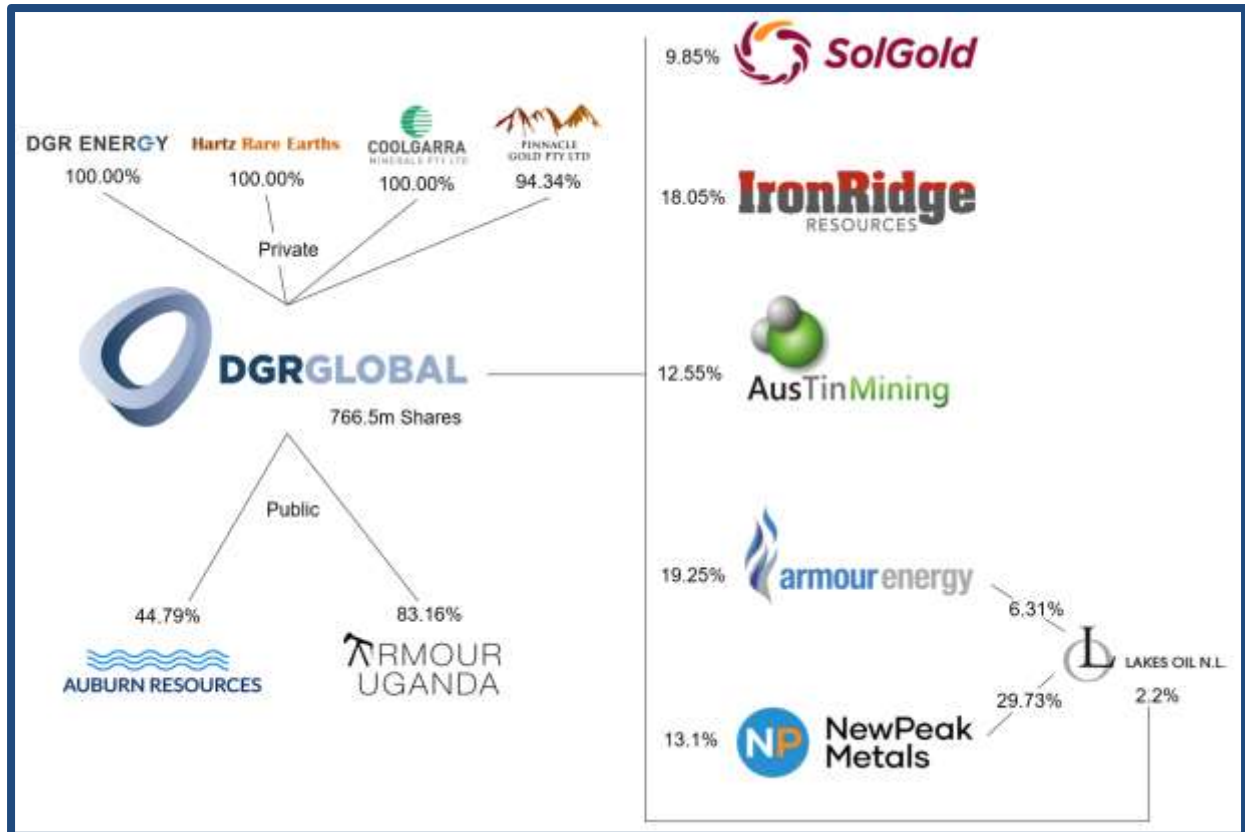 DGR ENERGY
100.00%
Hartz Rare Earths
100.00%
COOLGARRA
MINERALS PTY LTD
100.00%
PINNACLE
GOLD PTY LTD
94.34%
Private
DGRGLOBAL
766.5m Shares
Public
44.79%
AUBURN RESOURCES
83.16%
ARMOUR
UGANDA
9.85%
SolGold
18.05%
IronRidge
RESOURCES
12.55%
AusTinMining
19.25%
armourenergy
6.31%
LAKES OIL N.L.
2.2%
29.73%
13.1%
NP
NewPeak
Metals